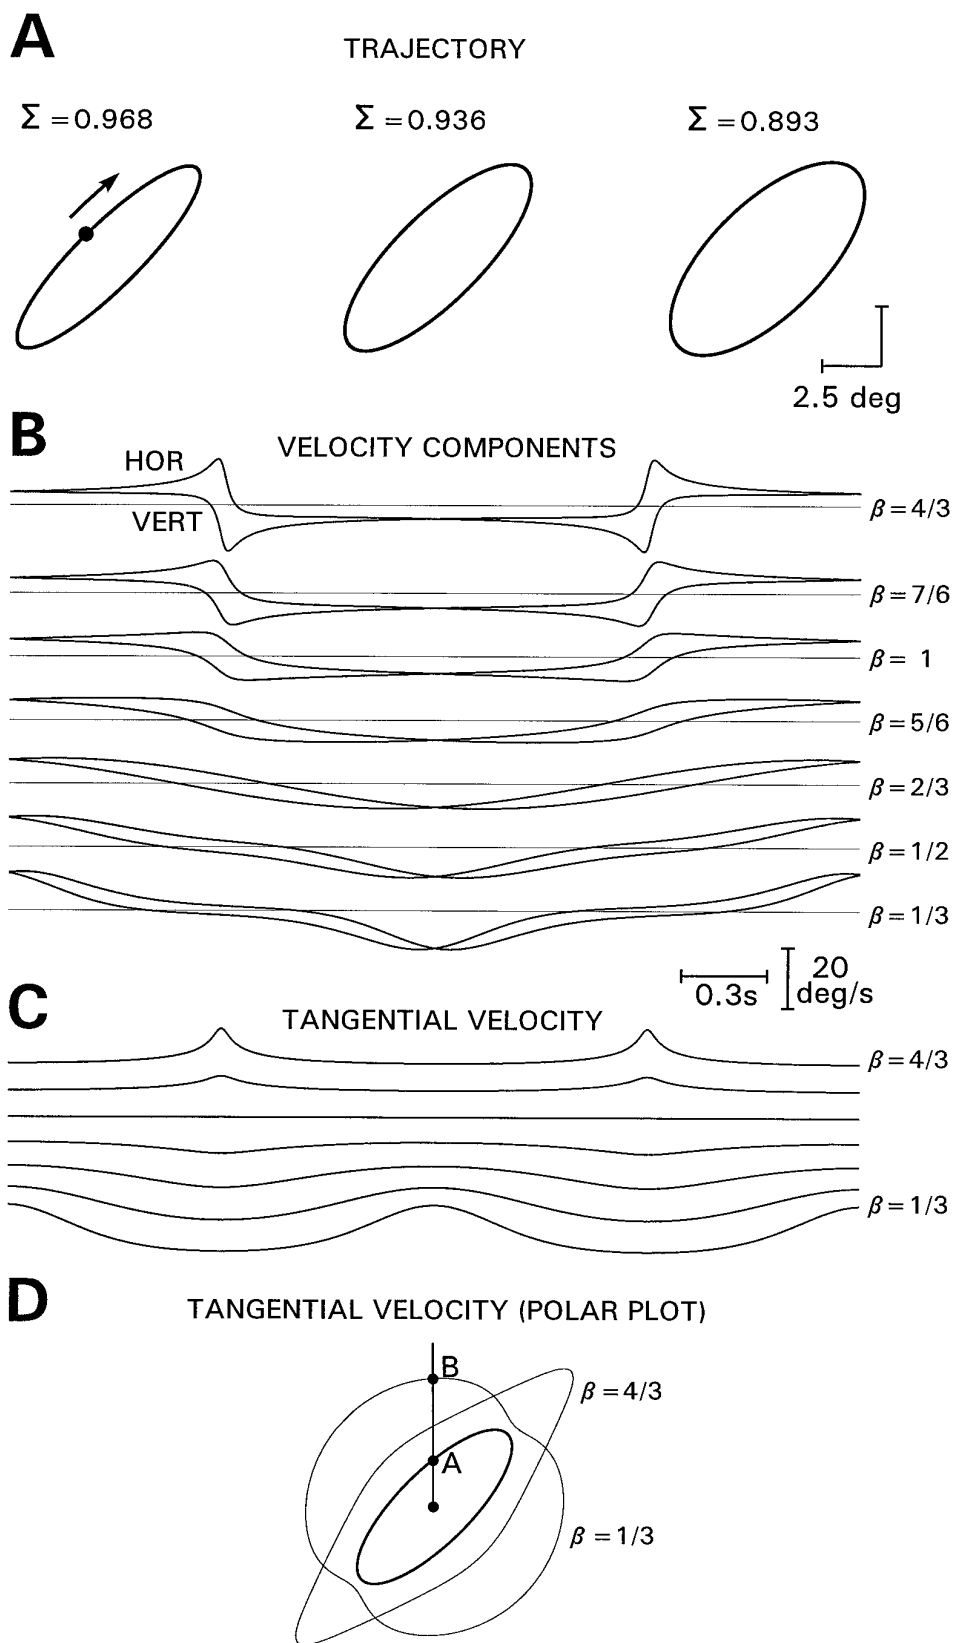 A
TRAJECTORY
Σ = 0.968
Σ = 0.936
Σ = 0.893
2.5 deg
B
VELOCITY COMPONENTS
HOR
VERT
β = 4/3
β = 7/6
β = 1
β = 5/6
β = 2/3
β = 1/2
β = 1/3
0.3s
20
deg/s
C
TANGENTIAL VELOCITY
β = 4/3
β = 1/3
D
TANGENTIAL VELOCITY (POLAR PLOT)
B
β = 4/3
A
β = 1/3